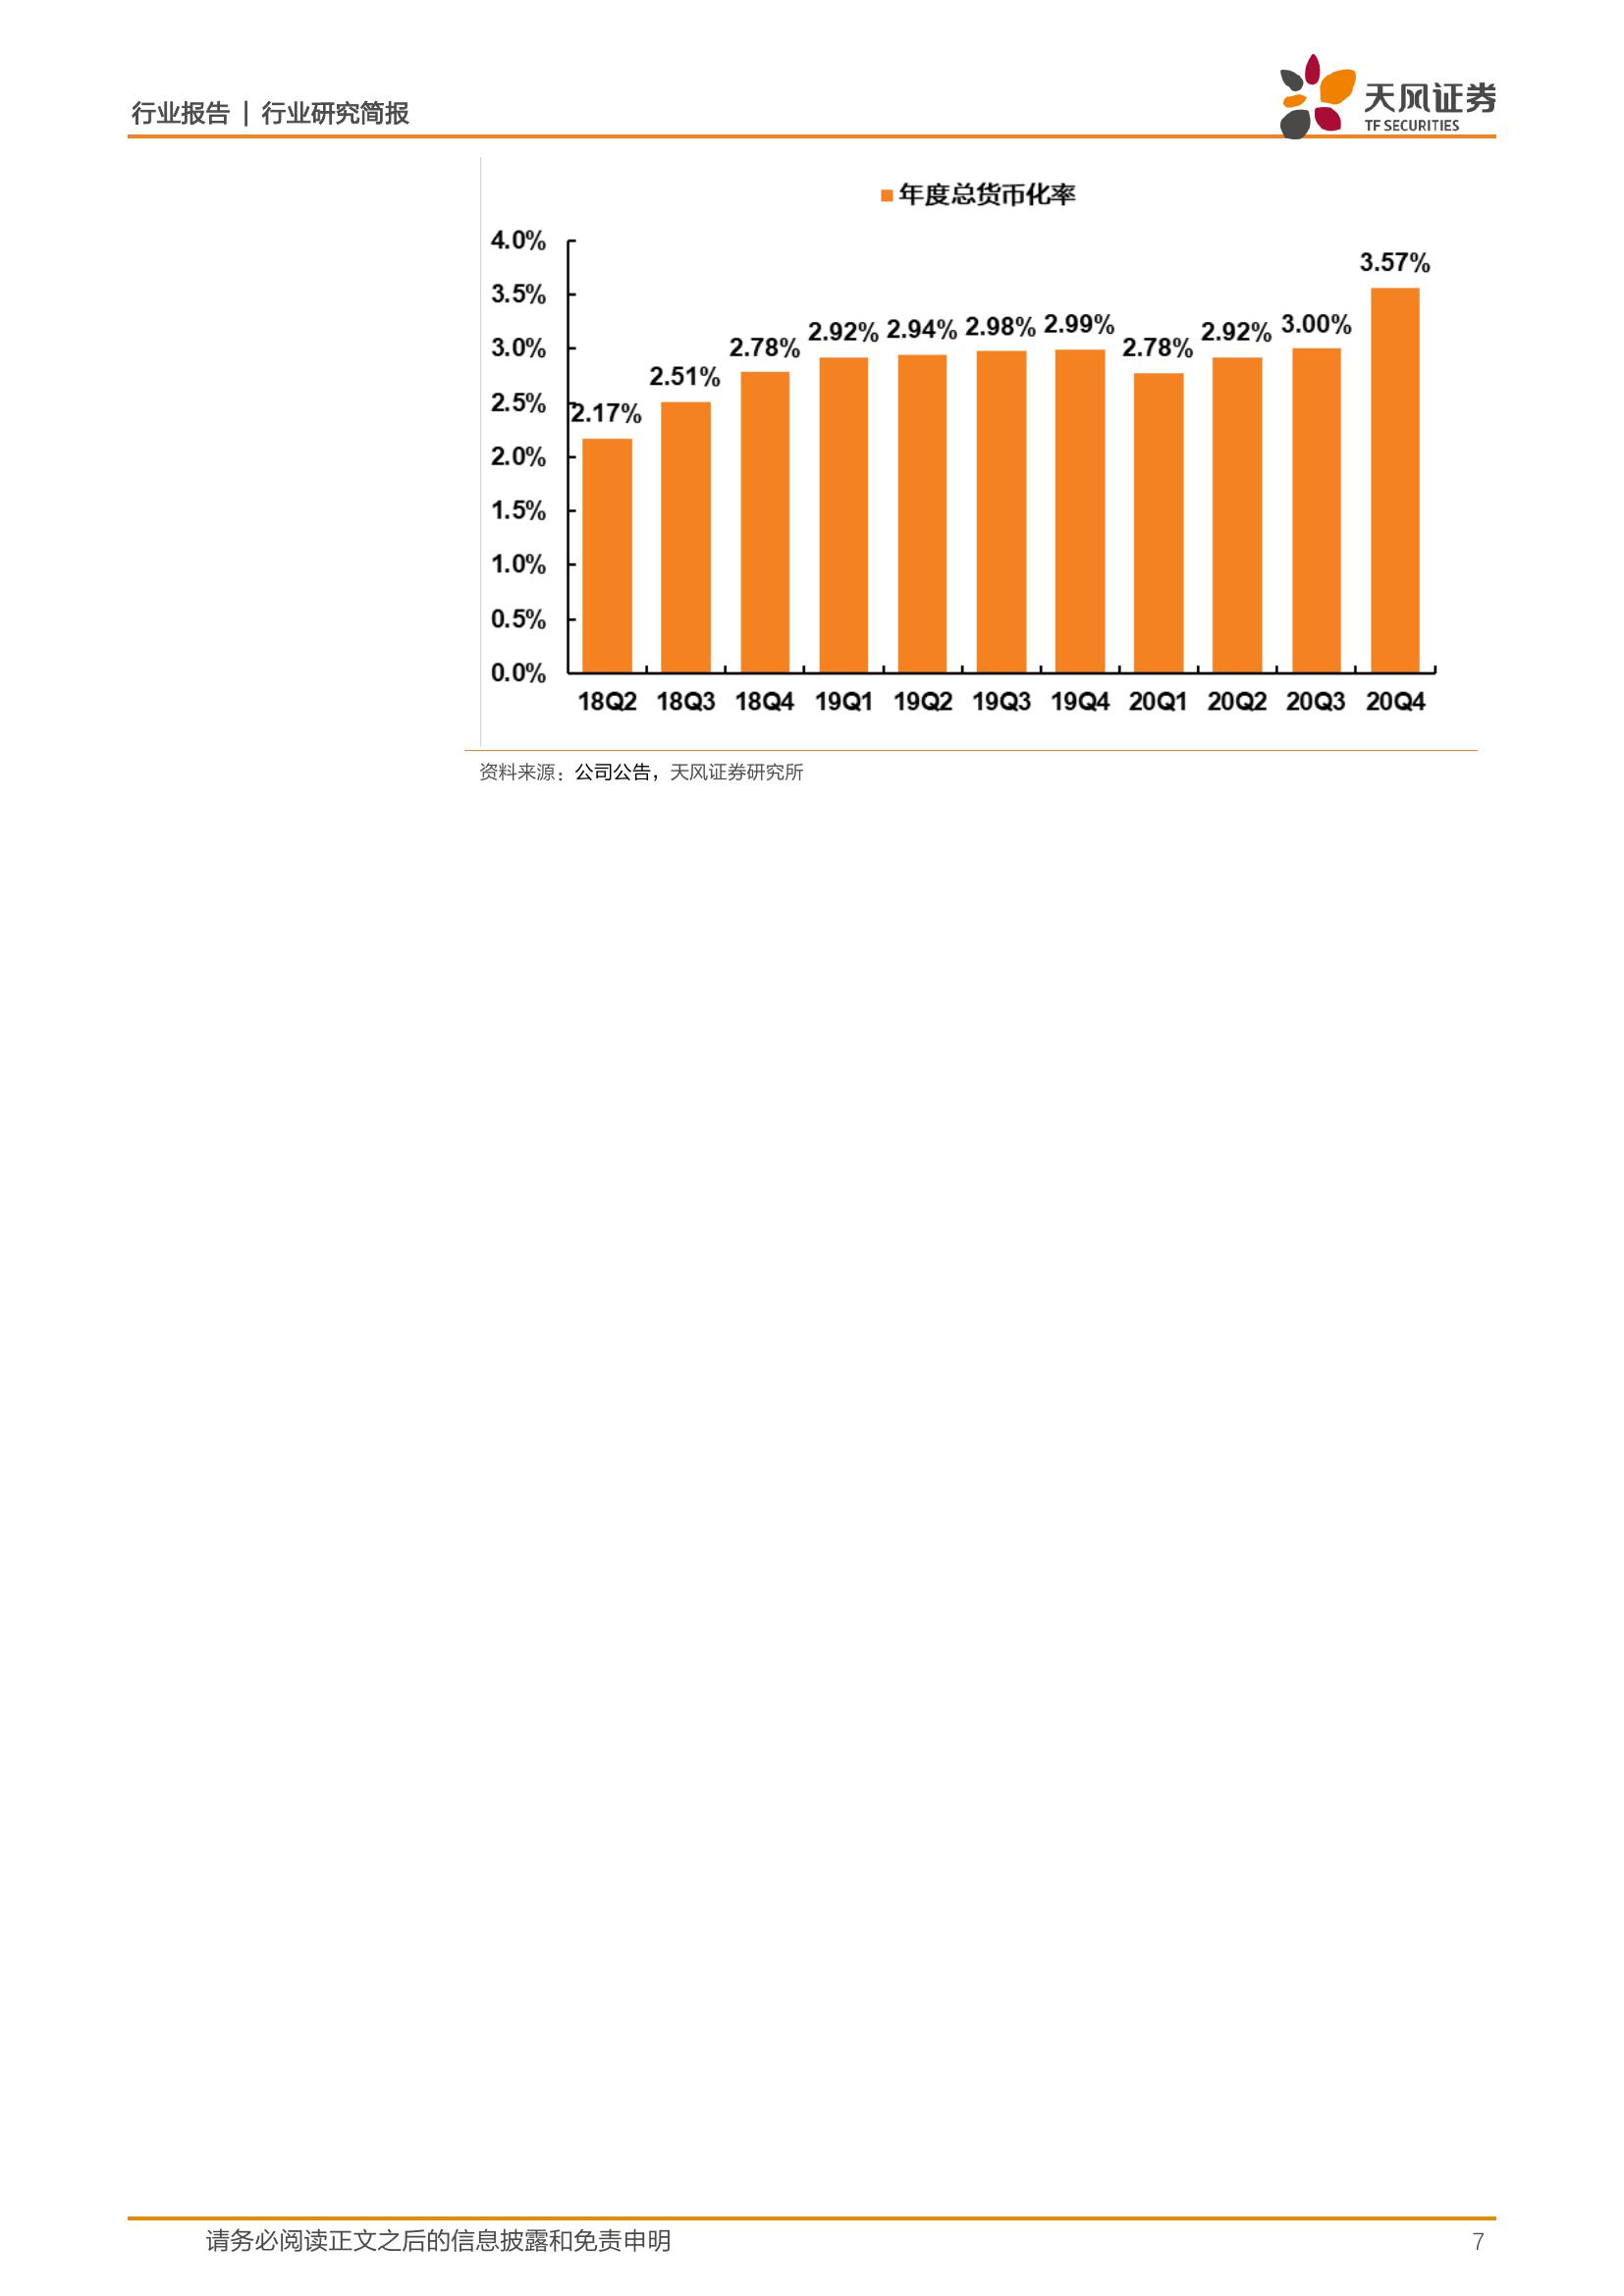 行业报告 | 行业研究简报
天风证券
TF SECURITIES
年度总货币化率
4.0%
3.5%
3.0%
2.5%
2.0%
1.5%
1.0%
0.5%
0.0%
2.17%
2.51%
2.78%
2.92%
2.94%
2.98%
2.99%
2.78%
2.92%
3.00%
3.57%
18Q2 18Q3 18Q4 19Q1 19Q2 19Q3 19Q4 20Q1 20Q2 20Q3 20Q4
资料来源：公司公告，天风证券研究所
请务必阅读正文之后的信息披露和免责申明 7